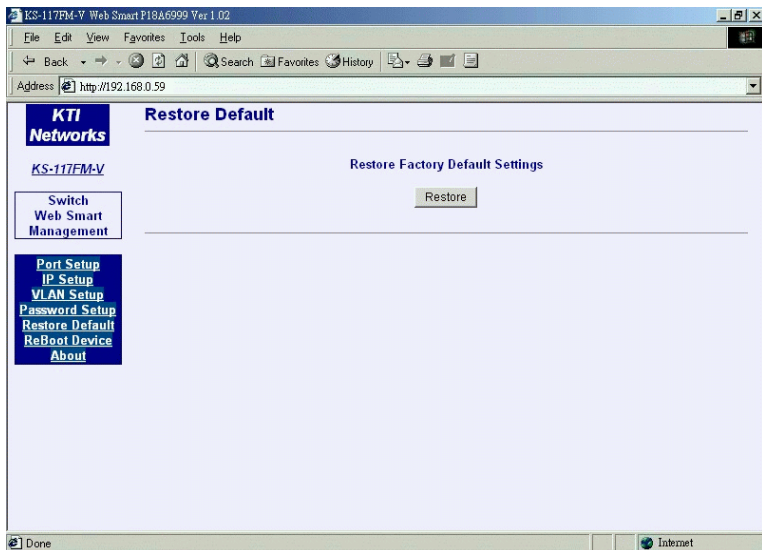 KS-117FM-V Web Smart P18A6999 Ver 1.02
File Edit View Favorites Tools Help
Back Search Favorites History
Address http://192.168.0.59
KTI
Networks
KS-117FM-V
Switch
Web Smart
Management
Port Setup
IP Setup
VLAN Setup
Password Setup
Restore Default
ReBoot Device
About
Restore Default
Restore Factory Default Settings
Restore
Done Internet